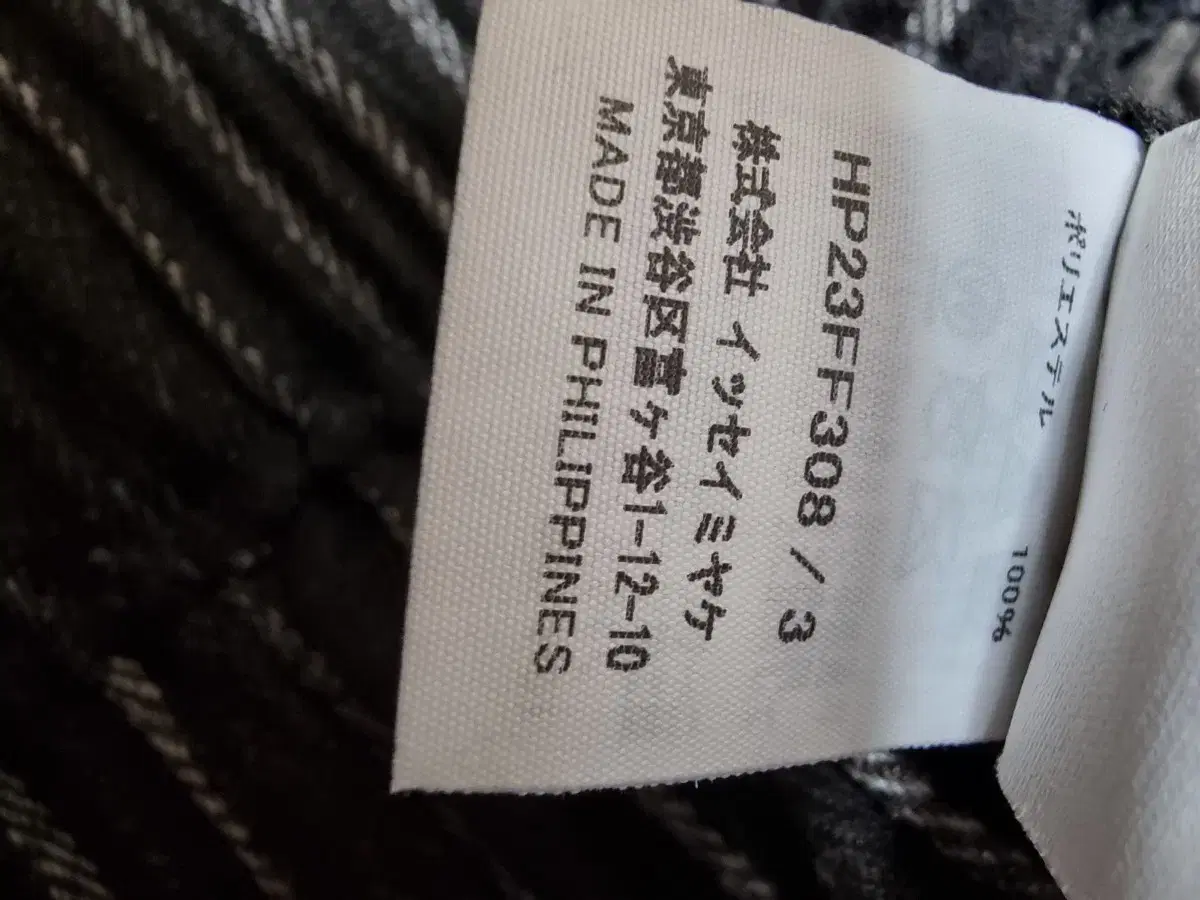 ポリエステル 100%
HP23FF308 / 3
株式会社 イッセイミヤケ
東京都渋谷区富ケ谷1-12-10
MADE IN PHILIPPINES